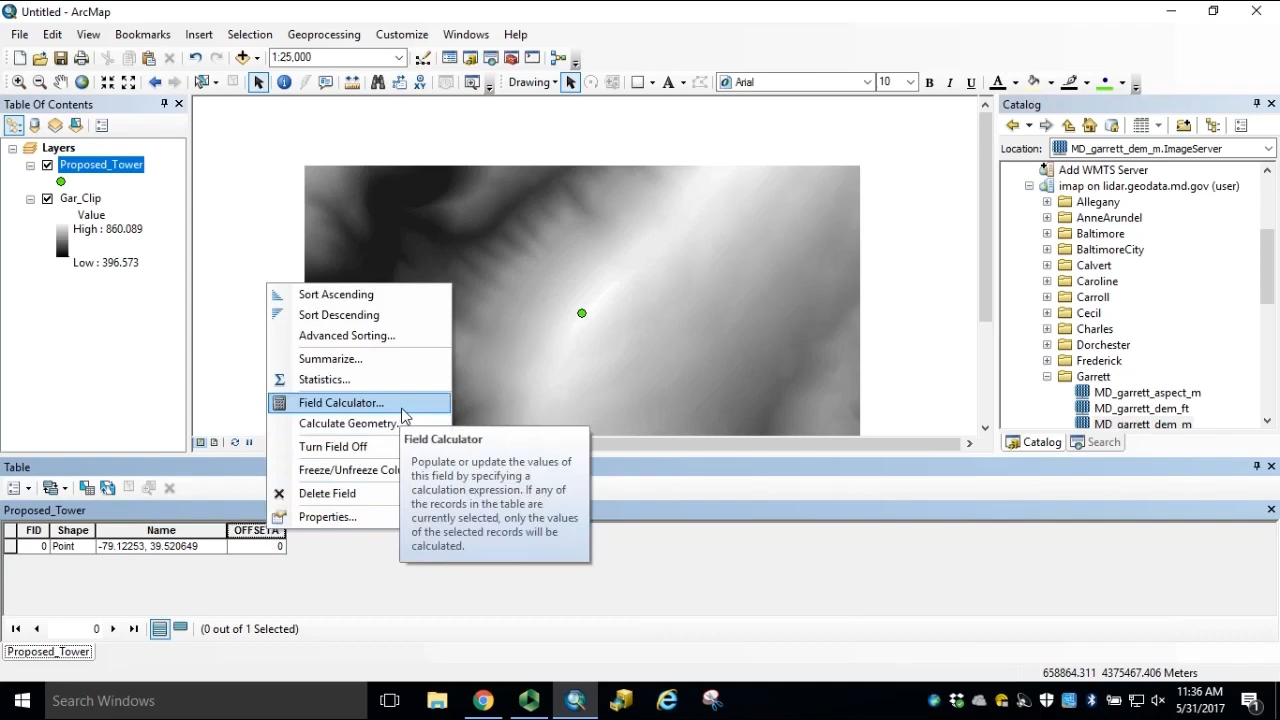 Untitled - ArcMap
File Edit View Bookmarks Insert Selection Geoprocessing Customize Windows Help
1:25,000
Drawing Arial 10 B I U A
Table Of Contents
Layers
Proposed_Tower
Gar_Clip
Value
High : 860.089
Low : 396.573
Catalog
Location: MD_garrett_dem_m.ImageServer
Add WMTS Server
imap on lidar.geodata.md.gov (user)
Allegany
AnneArundel
Baltimore
BaltimoreCity
Calvert
Caroline
Carroll
Cecil
Charles
Dorchester
Frederick
Garrett
MD_garrett_aspect_m
MD_garrett_dem_ft
MD_garrett_dem_m
Catalog Search
Sort Ascending
Sort Descending
Advanced Sorting...
Summarize...
Statistics...
Field Calculator...
Calculate Geometry.
Turn Field Off
Freeze/Unfreeze Colu
Delete Field
Properties...
Field Calculator
Populate or update the values of
this field by specifying a
calculation expression. If any of
the records in the table are
currently selected, only the values
of the selected records will be
calculated.
Table
Proposed_Tower
FID Shape Name OFFSETA
0 Point -79.12253, 39.520649 0
0 (0 out of 1 Selected)
Proposed_Tower
658864.311 4375467.406 Meters
Search Windows
11:36 AM
5/31/2017